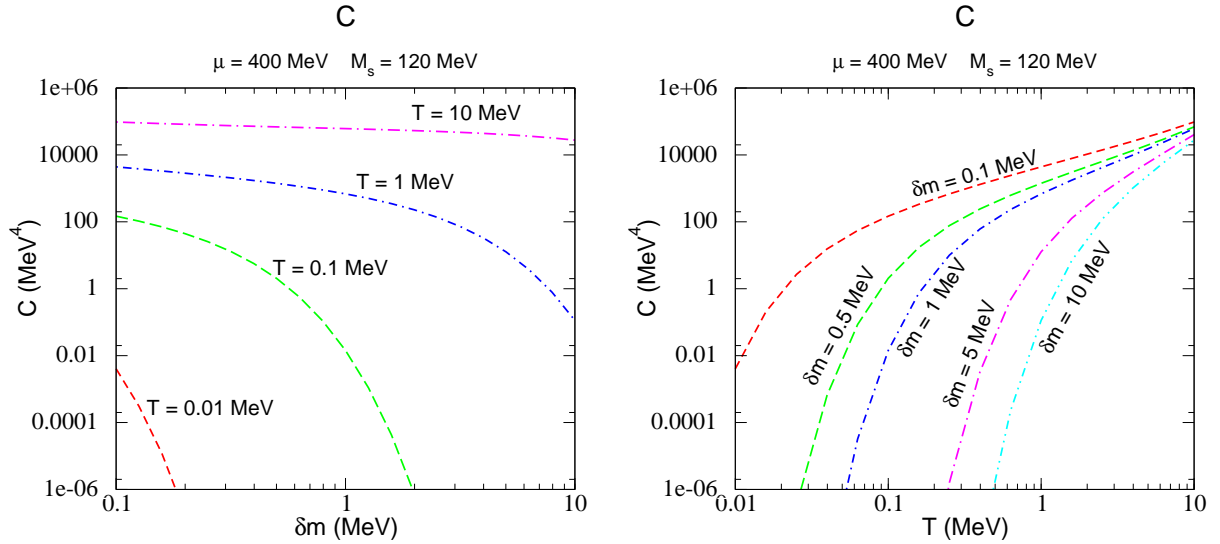 C
μ = 400 MeV M_s = 120 MeV
1e+06
10000
100
1
0.01
0.0001
1e-06
C (MeV^4)
T = 10 MeV
T = 1 MeV
T = 0.1 MeV
T = 0.01 MeV
0.1
1
10
δm (MeV)
C
μ = 400 MeV M_s = 120 MeV
1e+06
10000
100
1
0.01
0.0001
1e-06
C (MeV^4)
δm = 0.1 MeV
δm = 0.5 MeV
δm = 1 MeV
δm = 5 MeV
δm = 10 MeV
0.01
0.1
1
10
T (MeV)